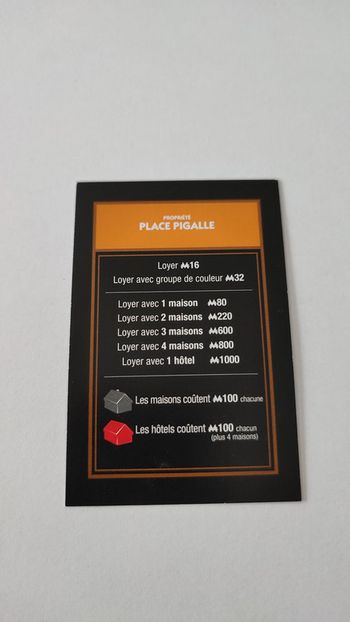 PROPRIÉTÉ
PLACE PIGALLE
Loyer M16
Loyer avec groupe de couleur M32
Loyer avec 1 maison M80
Loyer avec 2 maisons M220
Loyer avec 3 maisons M600
Loyer avec 4 maisons M800
Loyer avec 1 hôtel M1000
Les maisons coûtent M100 chacune
Les hôtels coûtent M100 chacun
(plus 4 maisons)